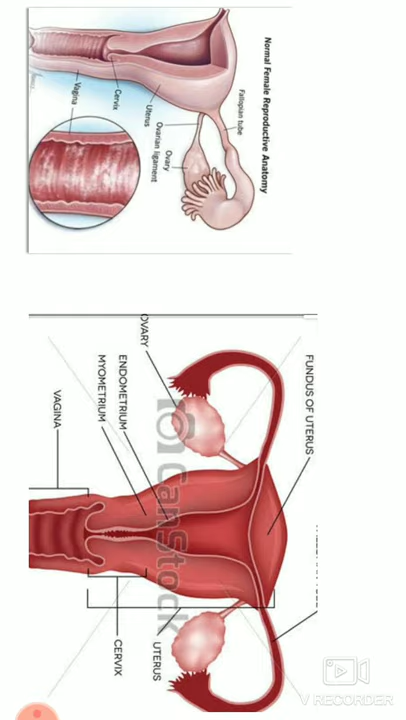 Normal Female Reproductive Anatomy
Fallopian tube
Ovary
Ovarian ligament
Uterus
Cervix
Vagina
FUNDUS OF UTERUS
OVARY
ENDOMETRIUM
MYOMETRIUM
VAGINA
UTERUS
CERVIX
CanStock
V RECORDER